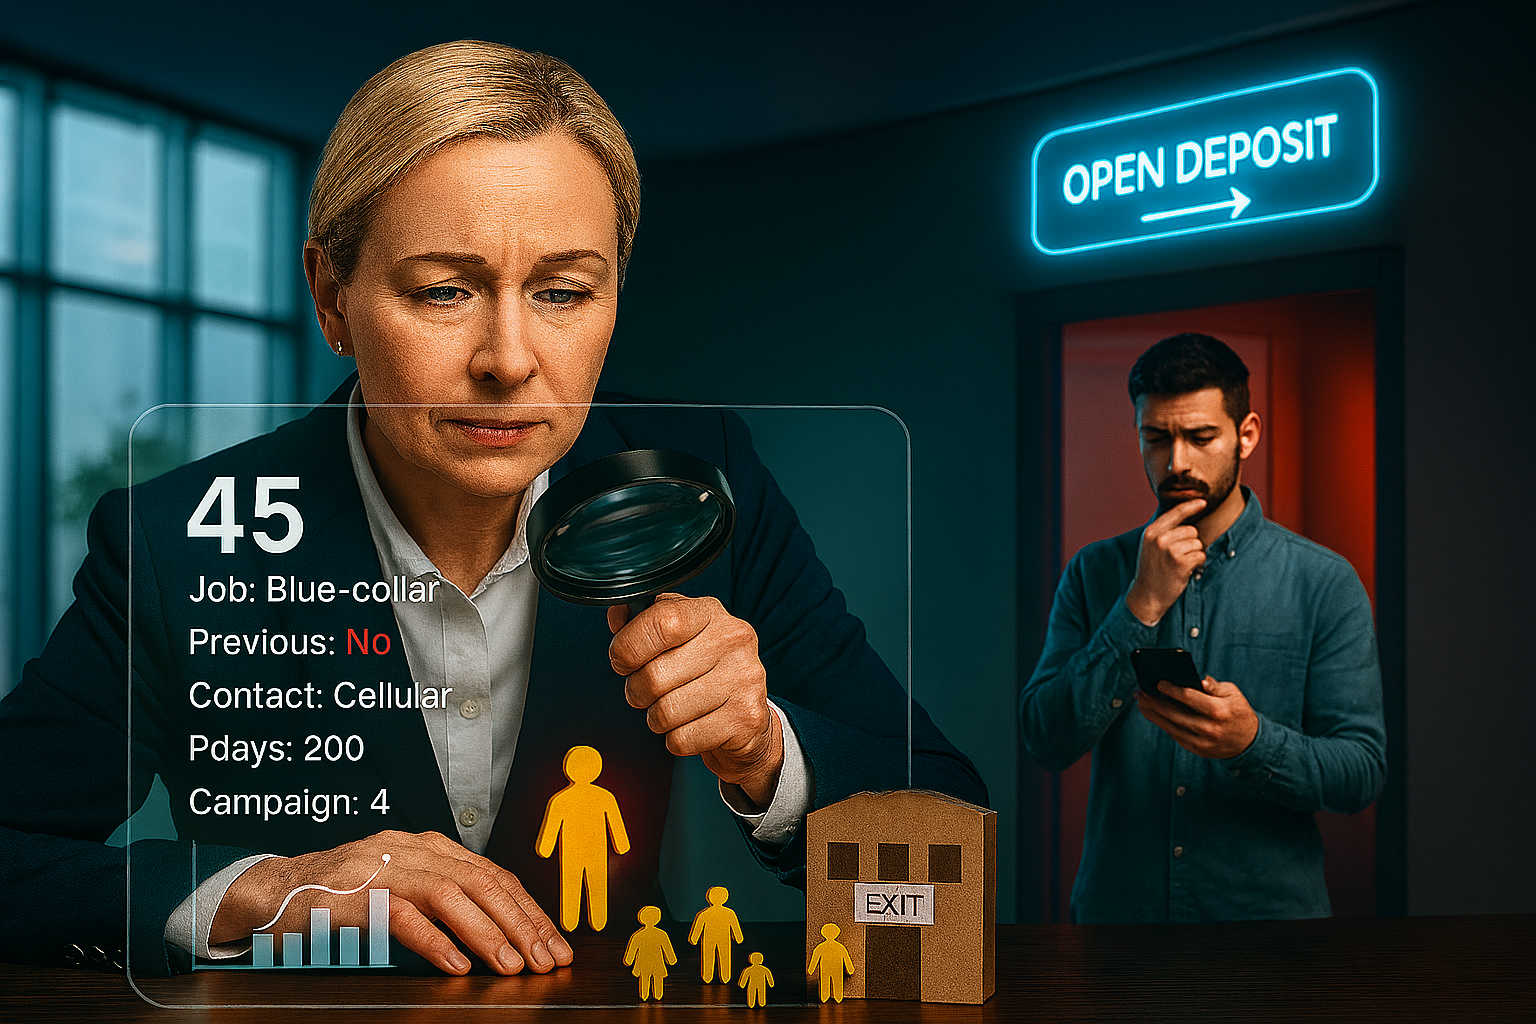 OPEN DEPOSIT
45
Job: Blue-collar
Previous: No
Contact: Cellular
Pdays: 200
Campaign: 4
EXIT